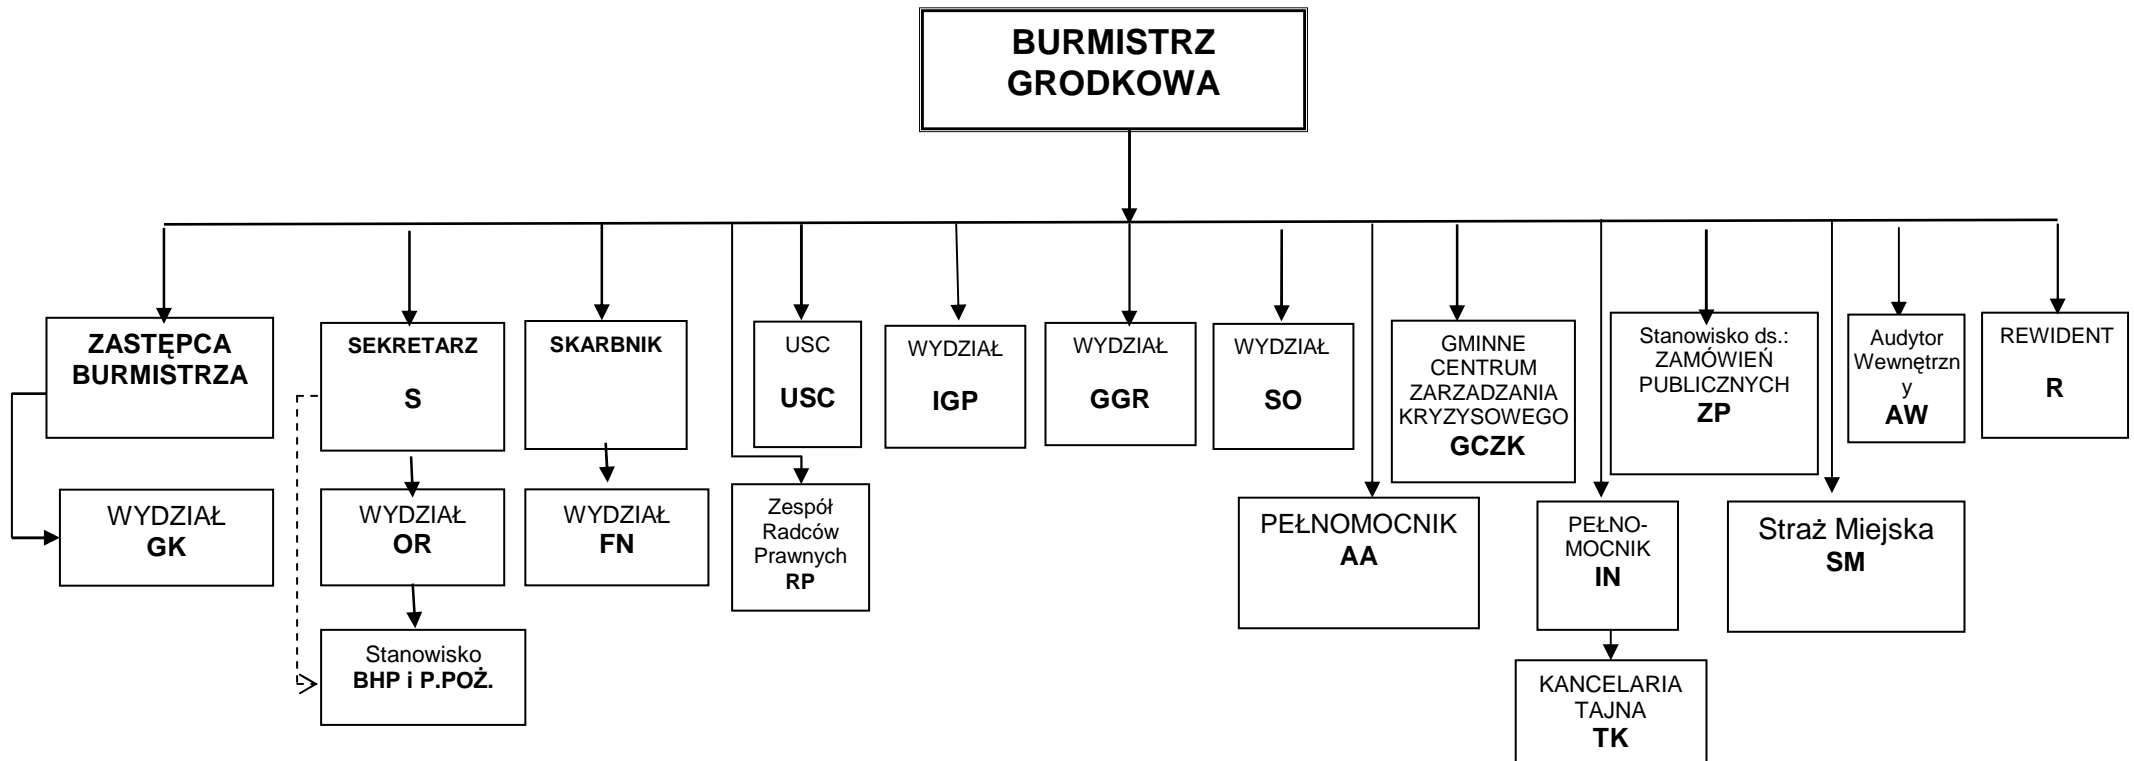 BURMISTRZ
GRODKOWA
ZASTĘPCA
BURMISTRZA
SEKRETARZ
S
SKARBNIK
USC
USC
WYDZIAŁ
IGP
WYDZIAŁ
GGR
WYDZIAŁ
SO
GMINNE
CENTRUM
ZARZADZANIA
KRYZYSOWEGO
GCZK
Stanowisko ds.:
ZAMÓWIEŃ
PUBLICZNYCH
ZP
Audytor
Wewnętrzn
y
AW
REWIDENT
R
WYDZIAŁ
GK
WYDZIAŁ
OR
WYDZIAŁ
FN
Zespół
Radców
Prawnych
RP
PEŁNOMOCNIK
AA
PEŁNO-
MOCNIK
IN
Straż Miejska
SM
Stanowisko
BHP i P.POŻ.
KANCELARIA
TAJNA
TK